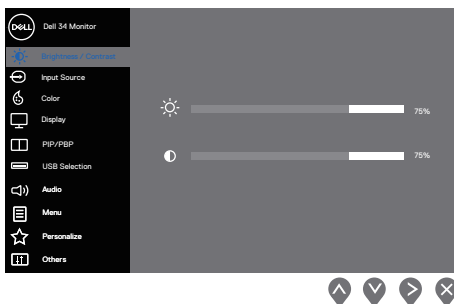 DELL
Dell 34 Monitor
Brightness / Contrast
Input Source
Color
75%
Display
PIP/PBP
75%
USB Selection
Audio
Menu
Personalize
Others